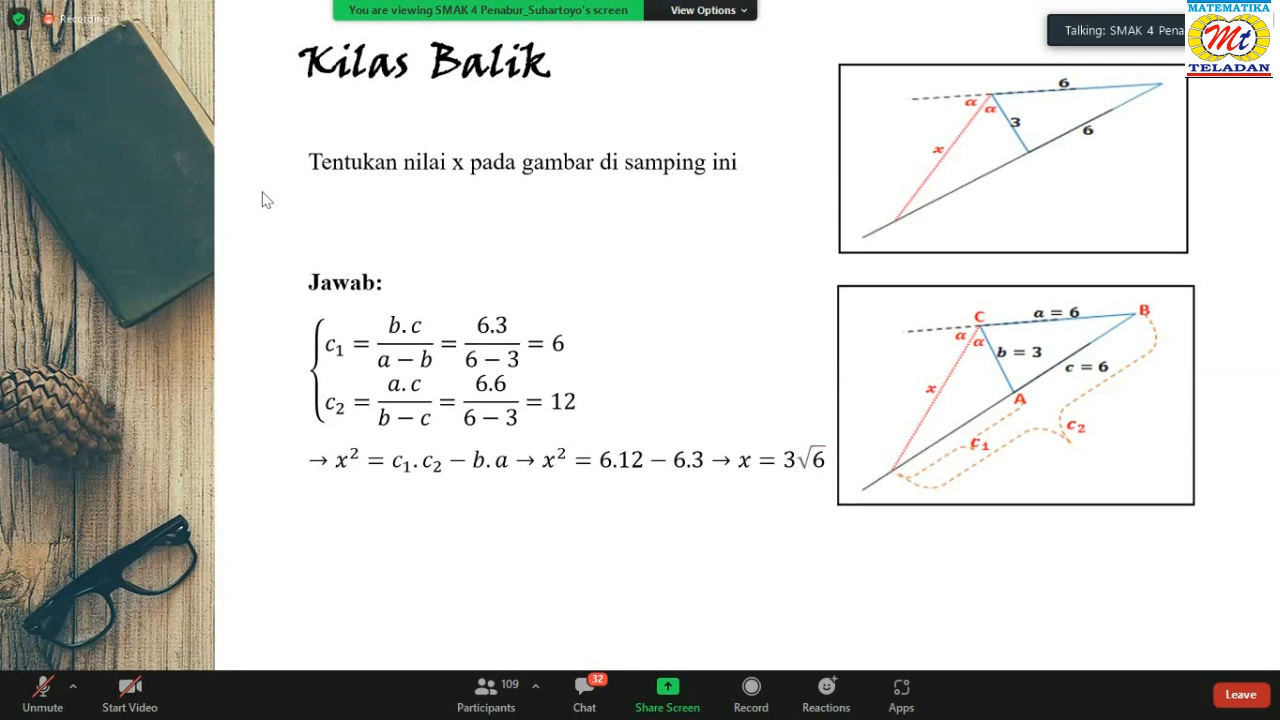 Recording
You are viewing SMAK 4 Penabur_Suhartoyo's screen
View Options
Talking: SMAK 4 Pena
MATEMATIKA
Mt
TELADAN
Kilas Balik
6
α
α
3
6
x
Tentukan nilai x pada gambar di samping ini
Jawab:
c₁ = b.c / a − b = 6.3 / 6 − 3 = 6
c₂ = a.c / b − c = 6.6 / 6 − 3 = 12
→ x² = c₁. c₂ − b. a → x² = 6.12 − 6.3 → x = 3√6
C
a = 6
B
α
α
b = 3
c = 6
x
A
c₁
c₂
Unmute
Start Video
109
Participants
32
Chat
Share Screen
Record
Reactions
Apps
Leave